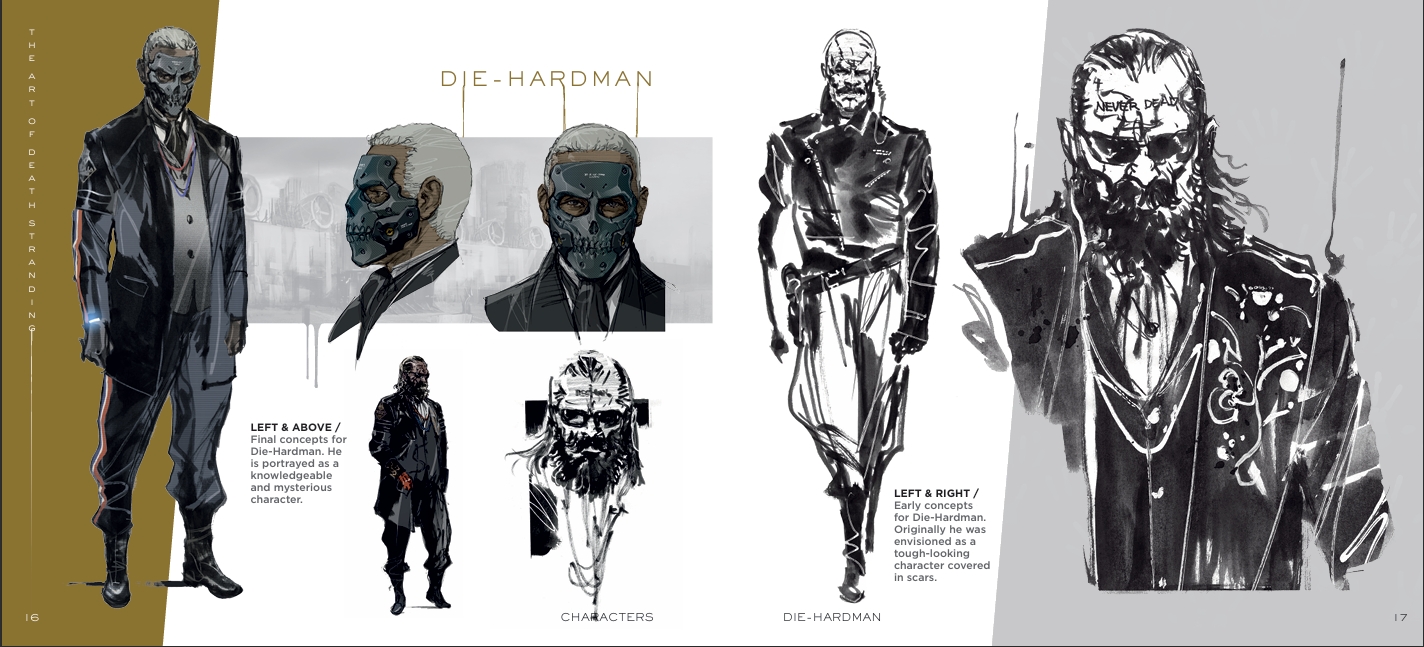 THE ART OF DEATH STRANDING
DIE-HARDMAN
LEFT & ABOVE /
Final concepts for
Die-Hardman. He
is portrayed as a
knowledgeable
and mysterious
character.
16
CHARACTERS
NEVER DEAD
LEFT & RIGHT /
Early concepts
for Die-Hardman.
Originally he was
envisioned as a
tough-looking
character covered
in scars.
DIE-HARDMAN
17